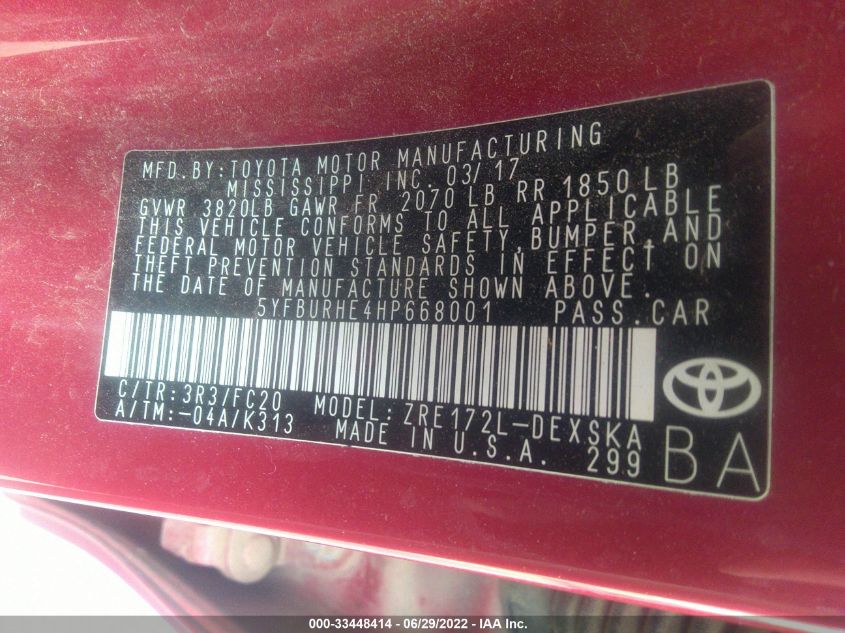 MFD.BY:TOYOTA MOTOR MANUFACTURING
MISSISSIPPI INC. 03/17
GVWR 3820LB GAWR FR 2070 LB RR 1850 LB
THIS VEHICLE CONFORMS TO ALL APPLICABLE
FEDERAL MOTOR VEHICLE SAFETY,BUMPER,AND
THEFT PREVENTION STANDARDS IN EFFECT ON
THE DATE OF MANUFACTURE SHOWN ABOVE.
5YFBURHE4HP668001 PASS.CAR
C/TR:3R3/FC20 MODEL:ZRE172L-DEXSKA
A/TM:-04A/K313 MADE IN U.S.A. 299
BA
000-33448414 - 06/29/2022 - IAA Inc.